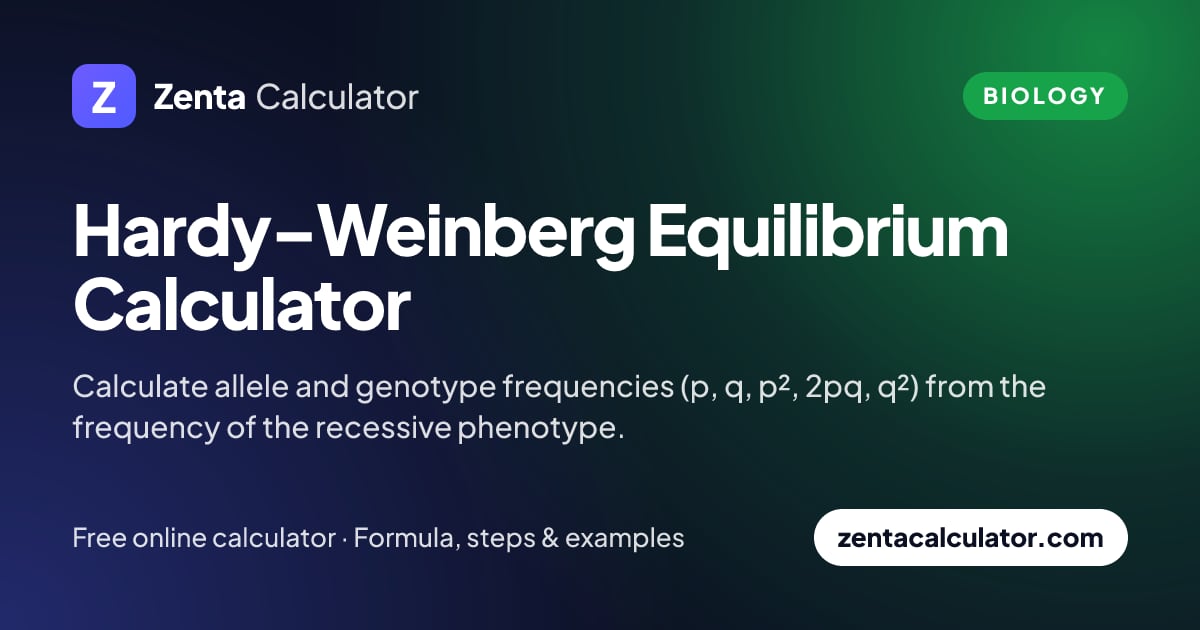 Z
Zenta Calculator
BIOLOGY
Hardy–Weinberg Equilibrium
Calculator
Calculate allele and genotype frequencies (p, q, p², 2pq, q²) from the
frequency of the recessive phenotype.
Free online calculator · Formula, steps & examples
zentacalculator.com